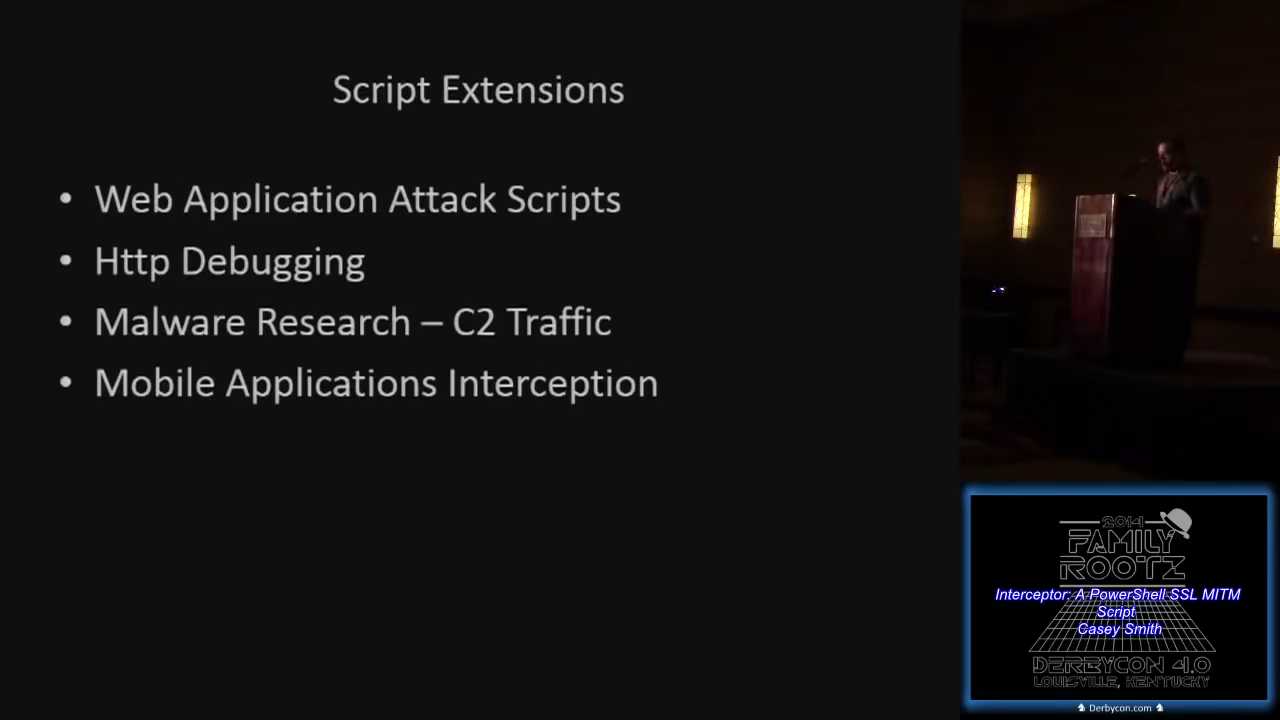 Script Extensions
• Web Application Attack Scripts
• Http Debugging
• Malware Research – C2 Traffic
• Mobile Applications Interception
2014
FAMILY
ROOTZ
Interceptor: A PowerShell SSL MITM
Script
Casey Smith
DERBYCON 4.0
LOUISVILLE, KENTUCKY
Derbycon.com